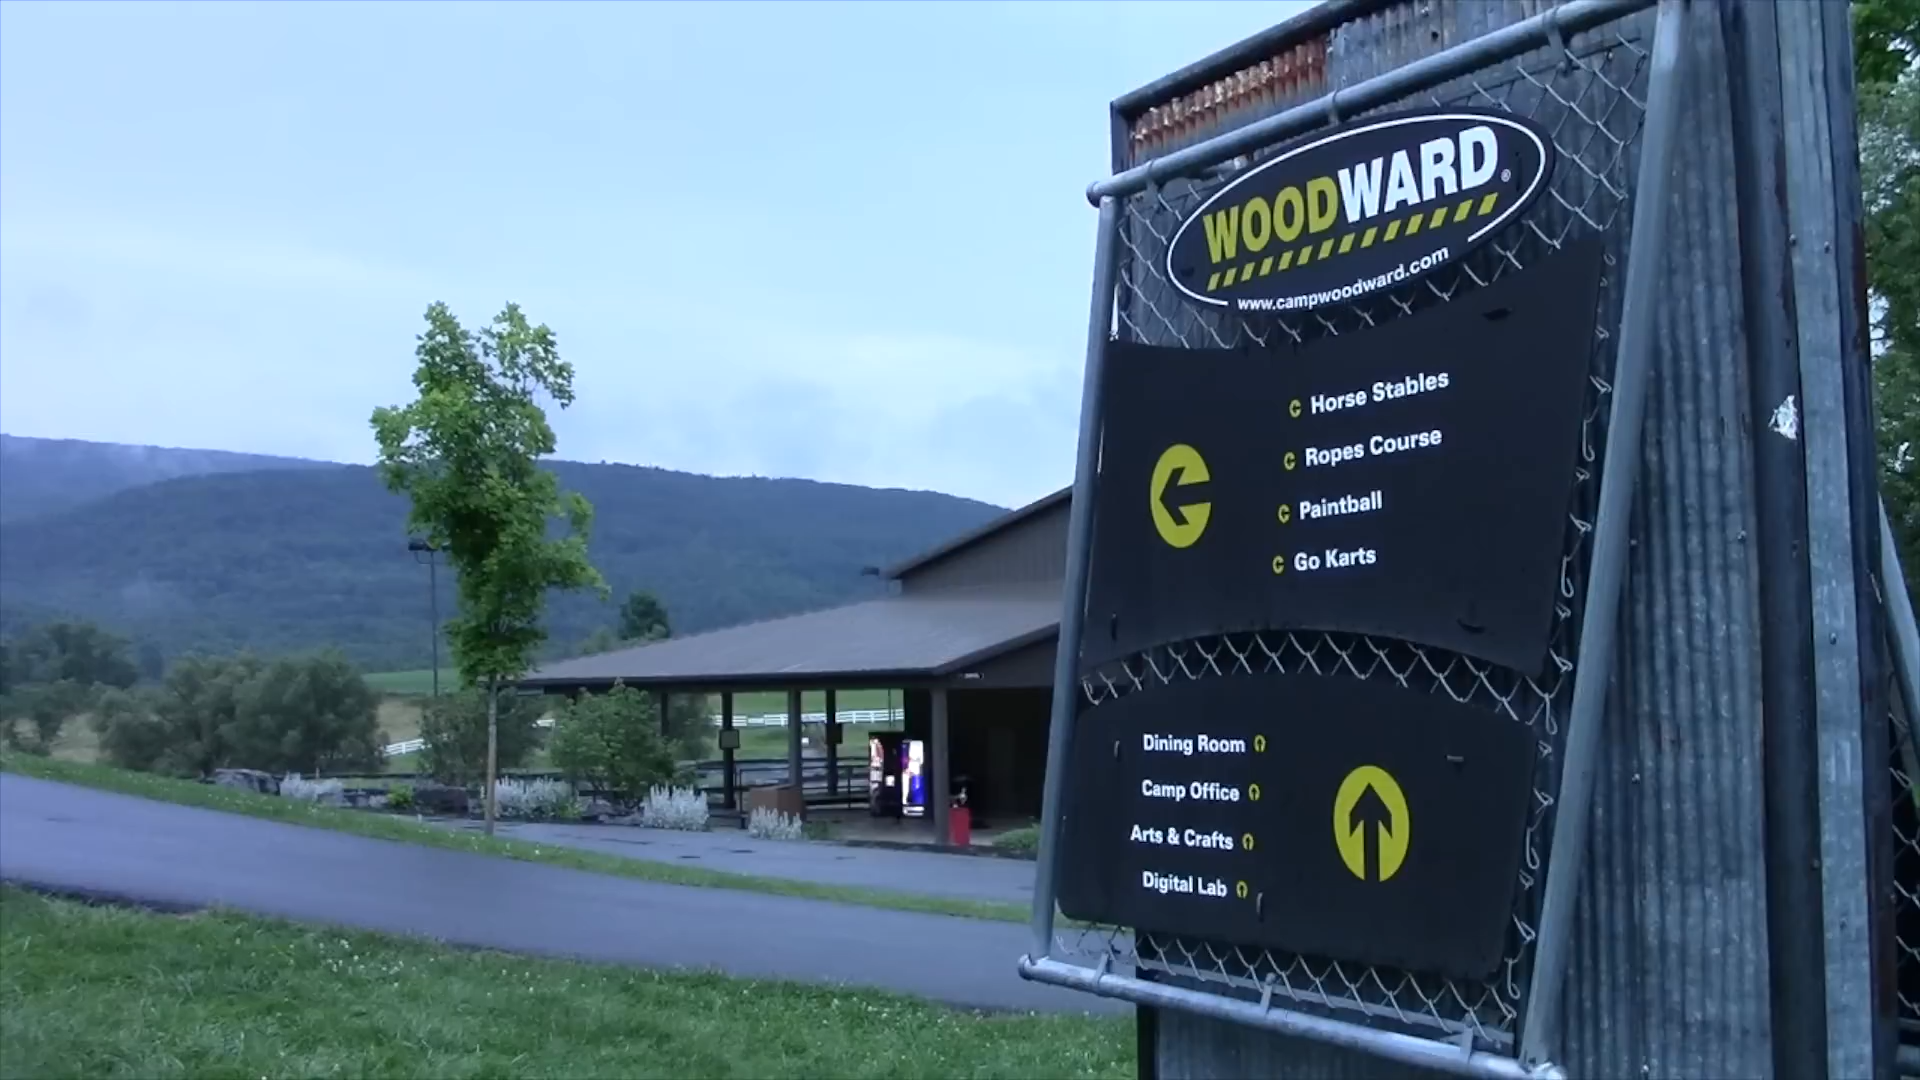 WOODWARD®
www.campwoodward.com
Horse Stables
Ropes Course
Paintball
Go Karts
Dining Room
Camp Office
Arts & Crafts
Digital Lab